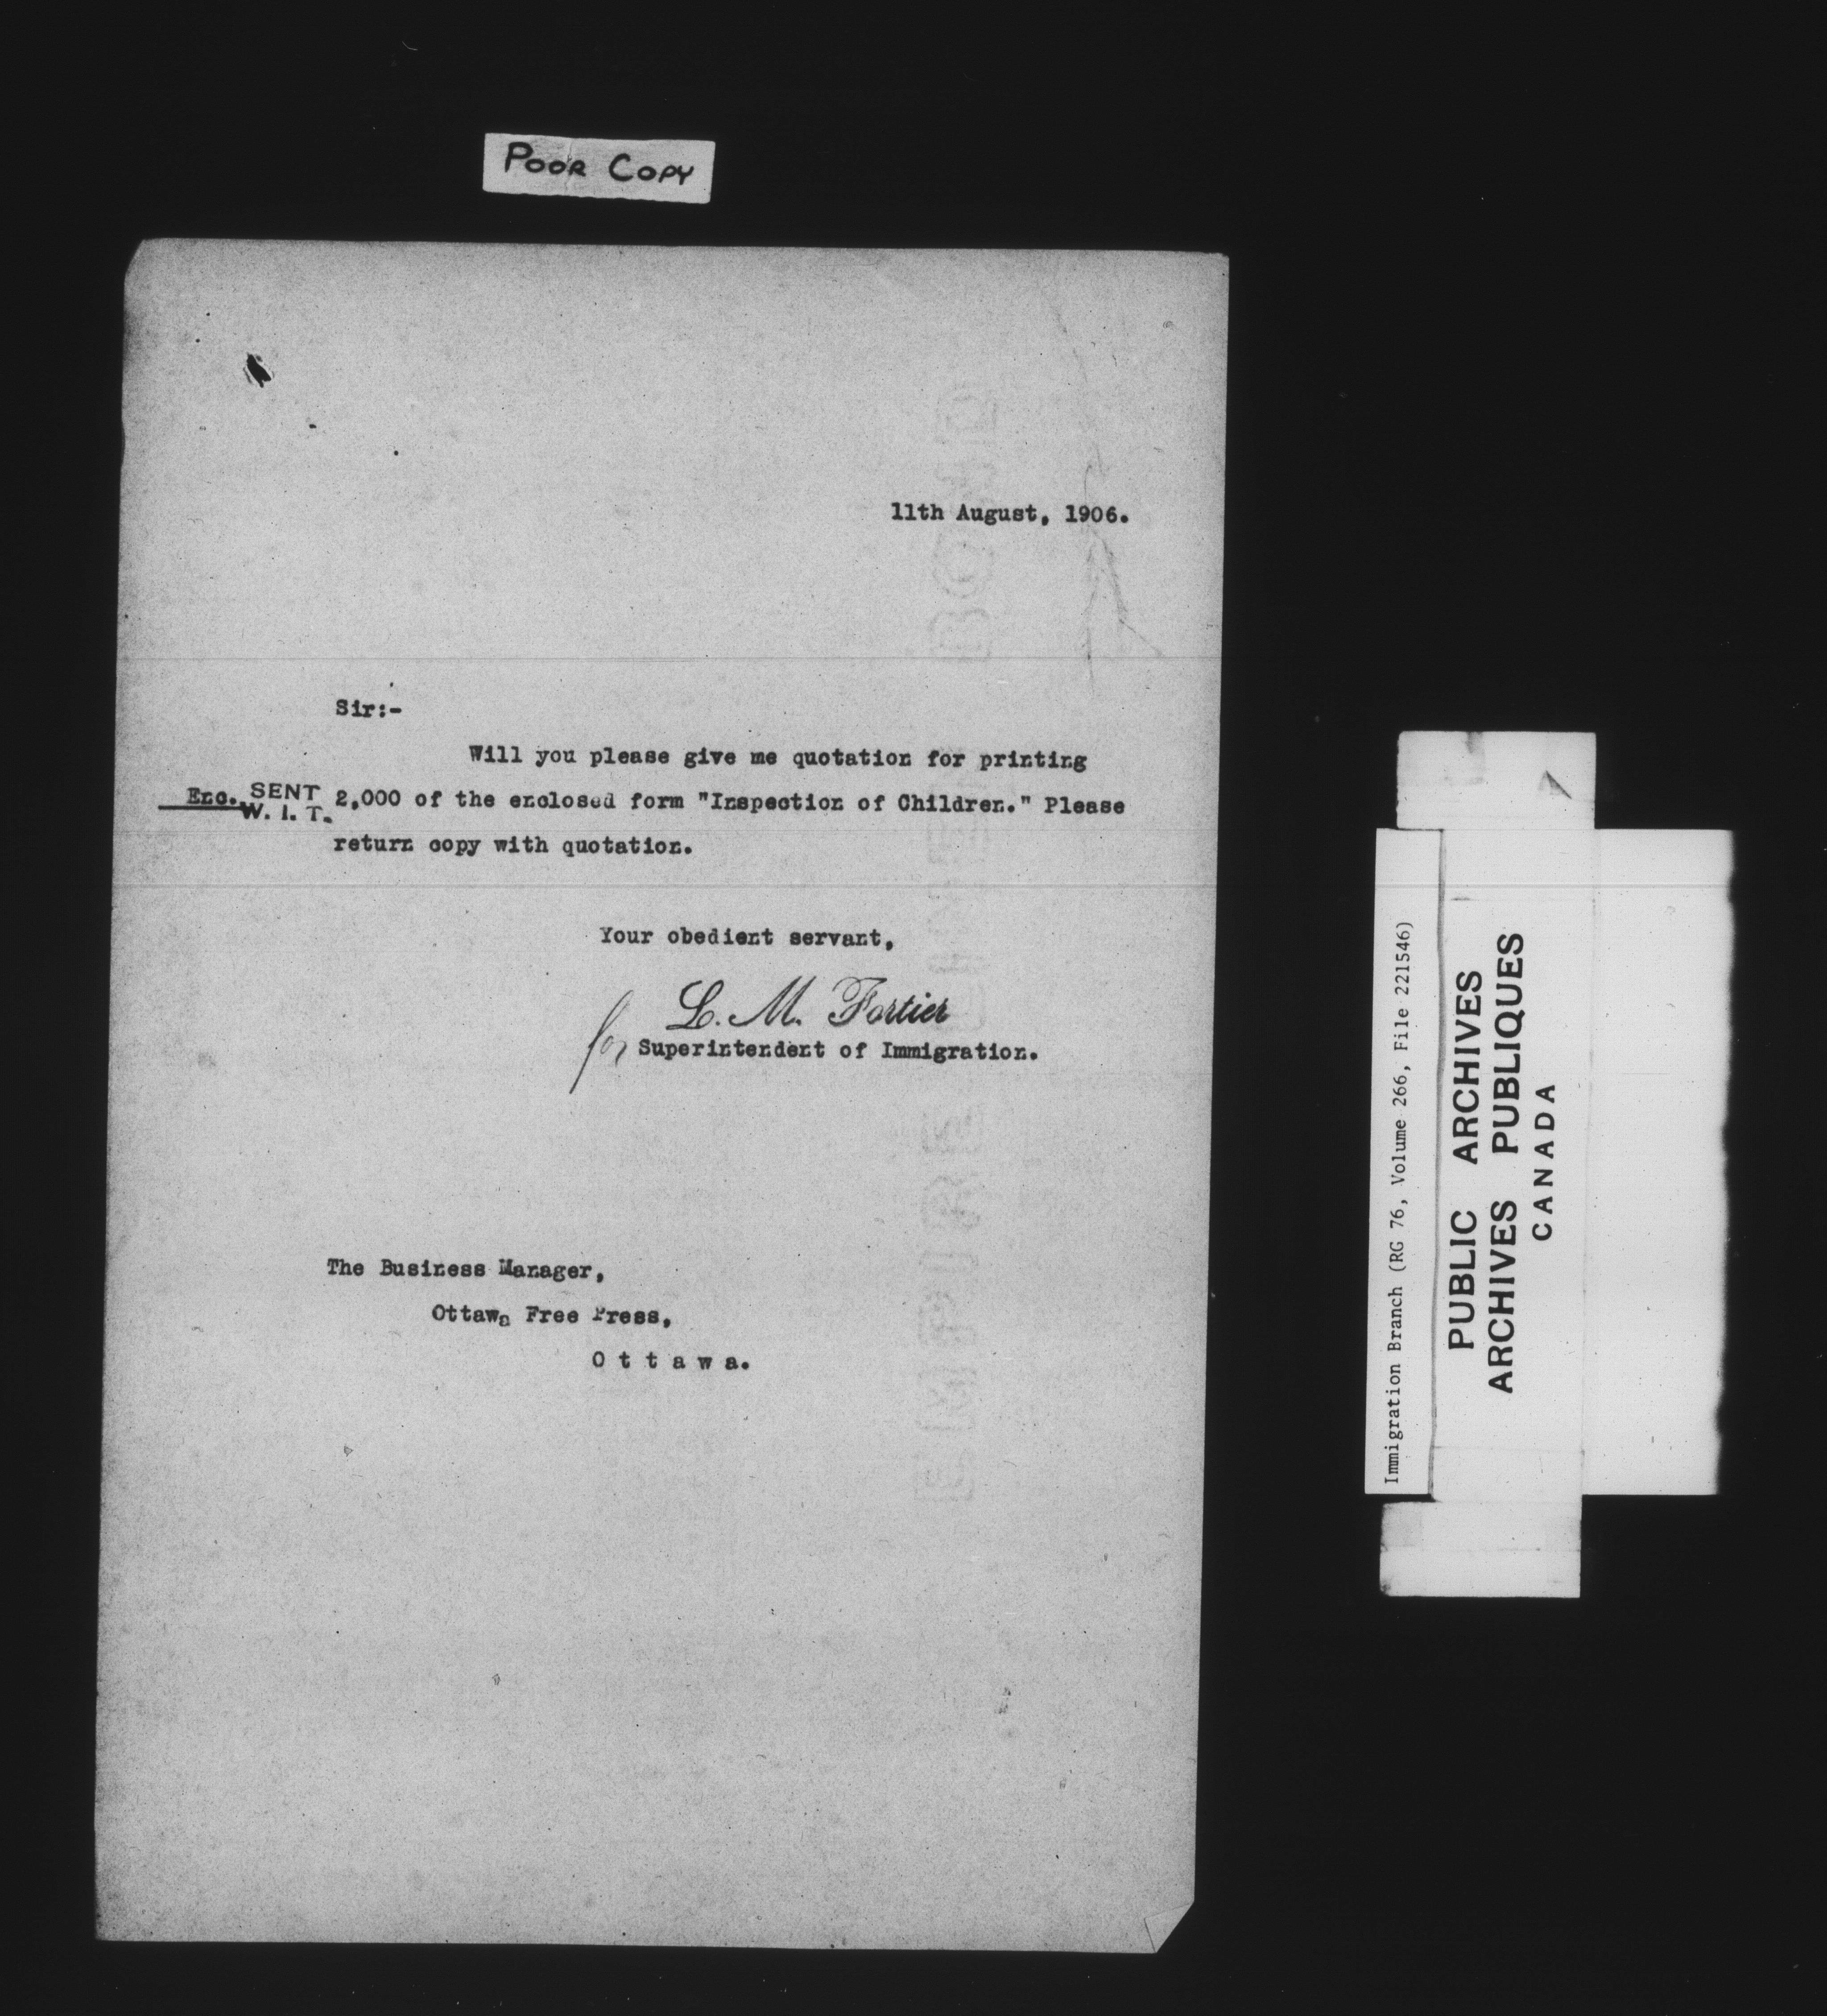 POOR COPY
11th August, 1906.
Sir:-
Will you please give me quotation for printing
Enc. SENT 2,000 of the enclosed form "Inspection of Children." Please
W. I. T.
return copy with quotation.
Your obedient servant,
L. M. Fortier
for Superintendent of Immigration.
The Business Manager,
Ottawa Free Press,
O t t a w a.
Immigration Branch (RG 76, Volume 266, File 221546)
PUBLIC ARCHIVES
ARCHIVES PUBLIQUES
CANADA